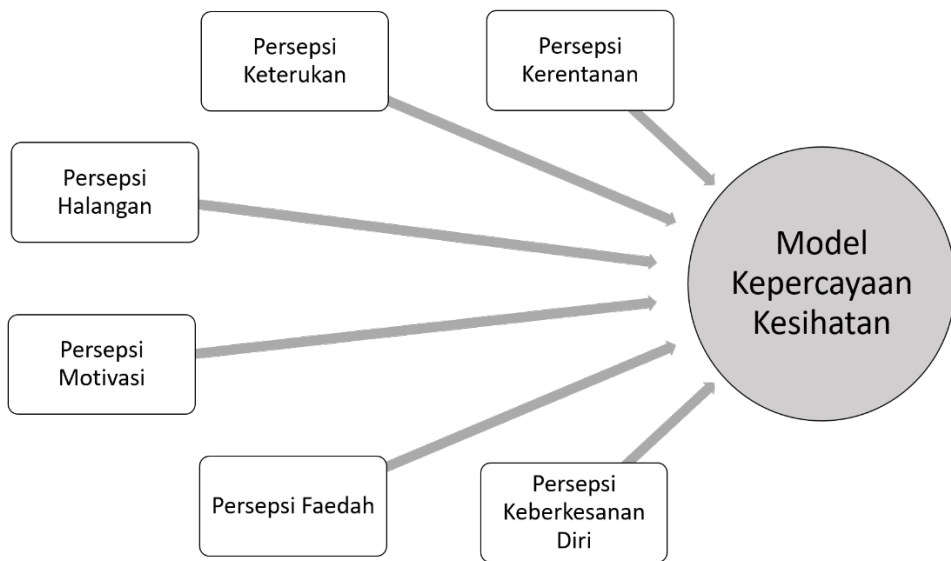 Persepsi
Keterukan
Persepsi
Kerentanan
Persepsi
Halangan
Model
Kepercayaan
Kesihatan
Persepsi
Motivasi
Persepsi Faedah
Persepsi
Keberkesanan
Diri